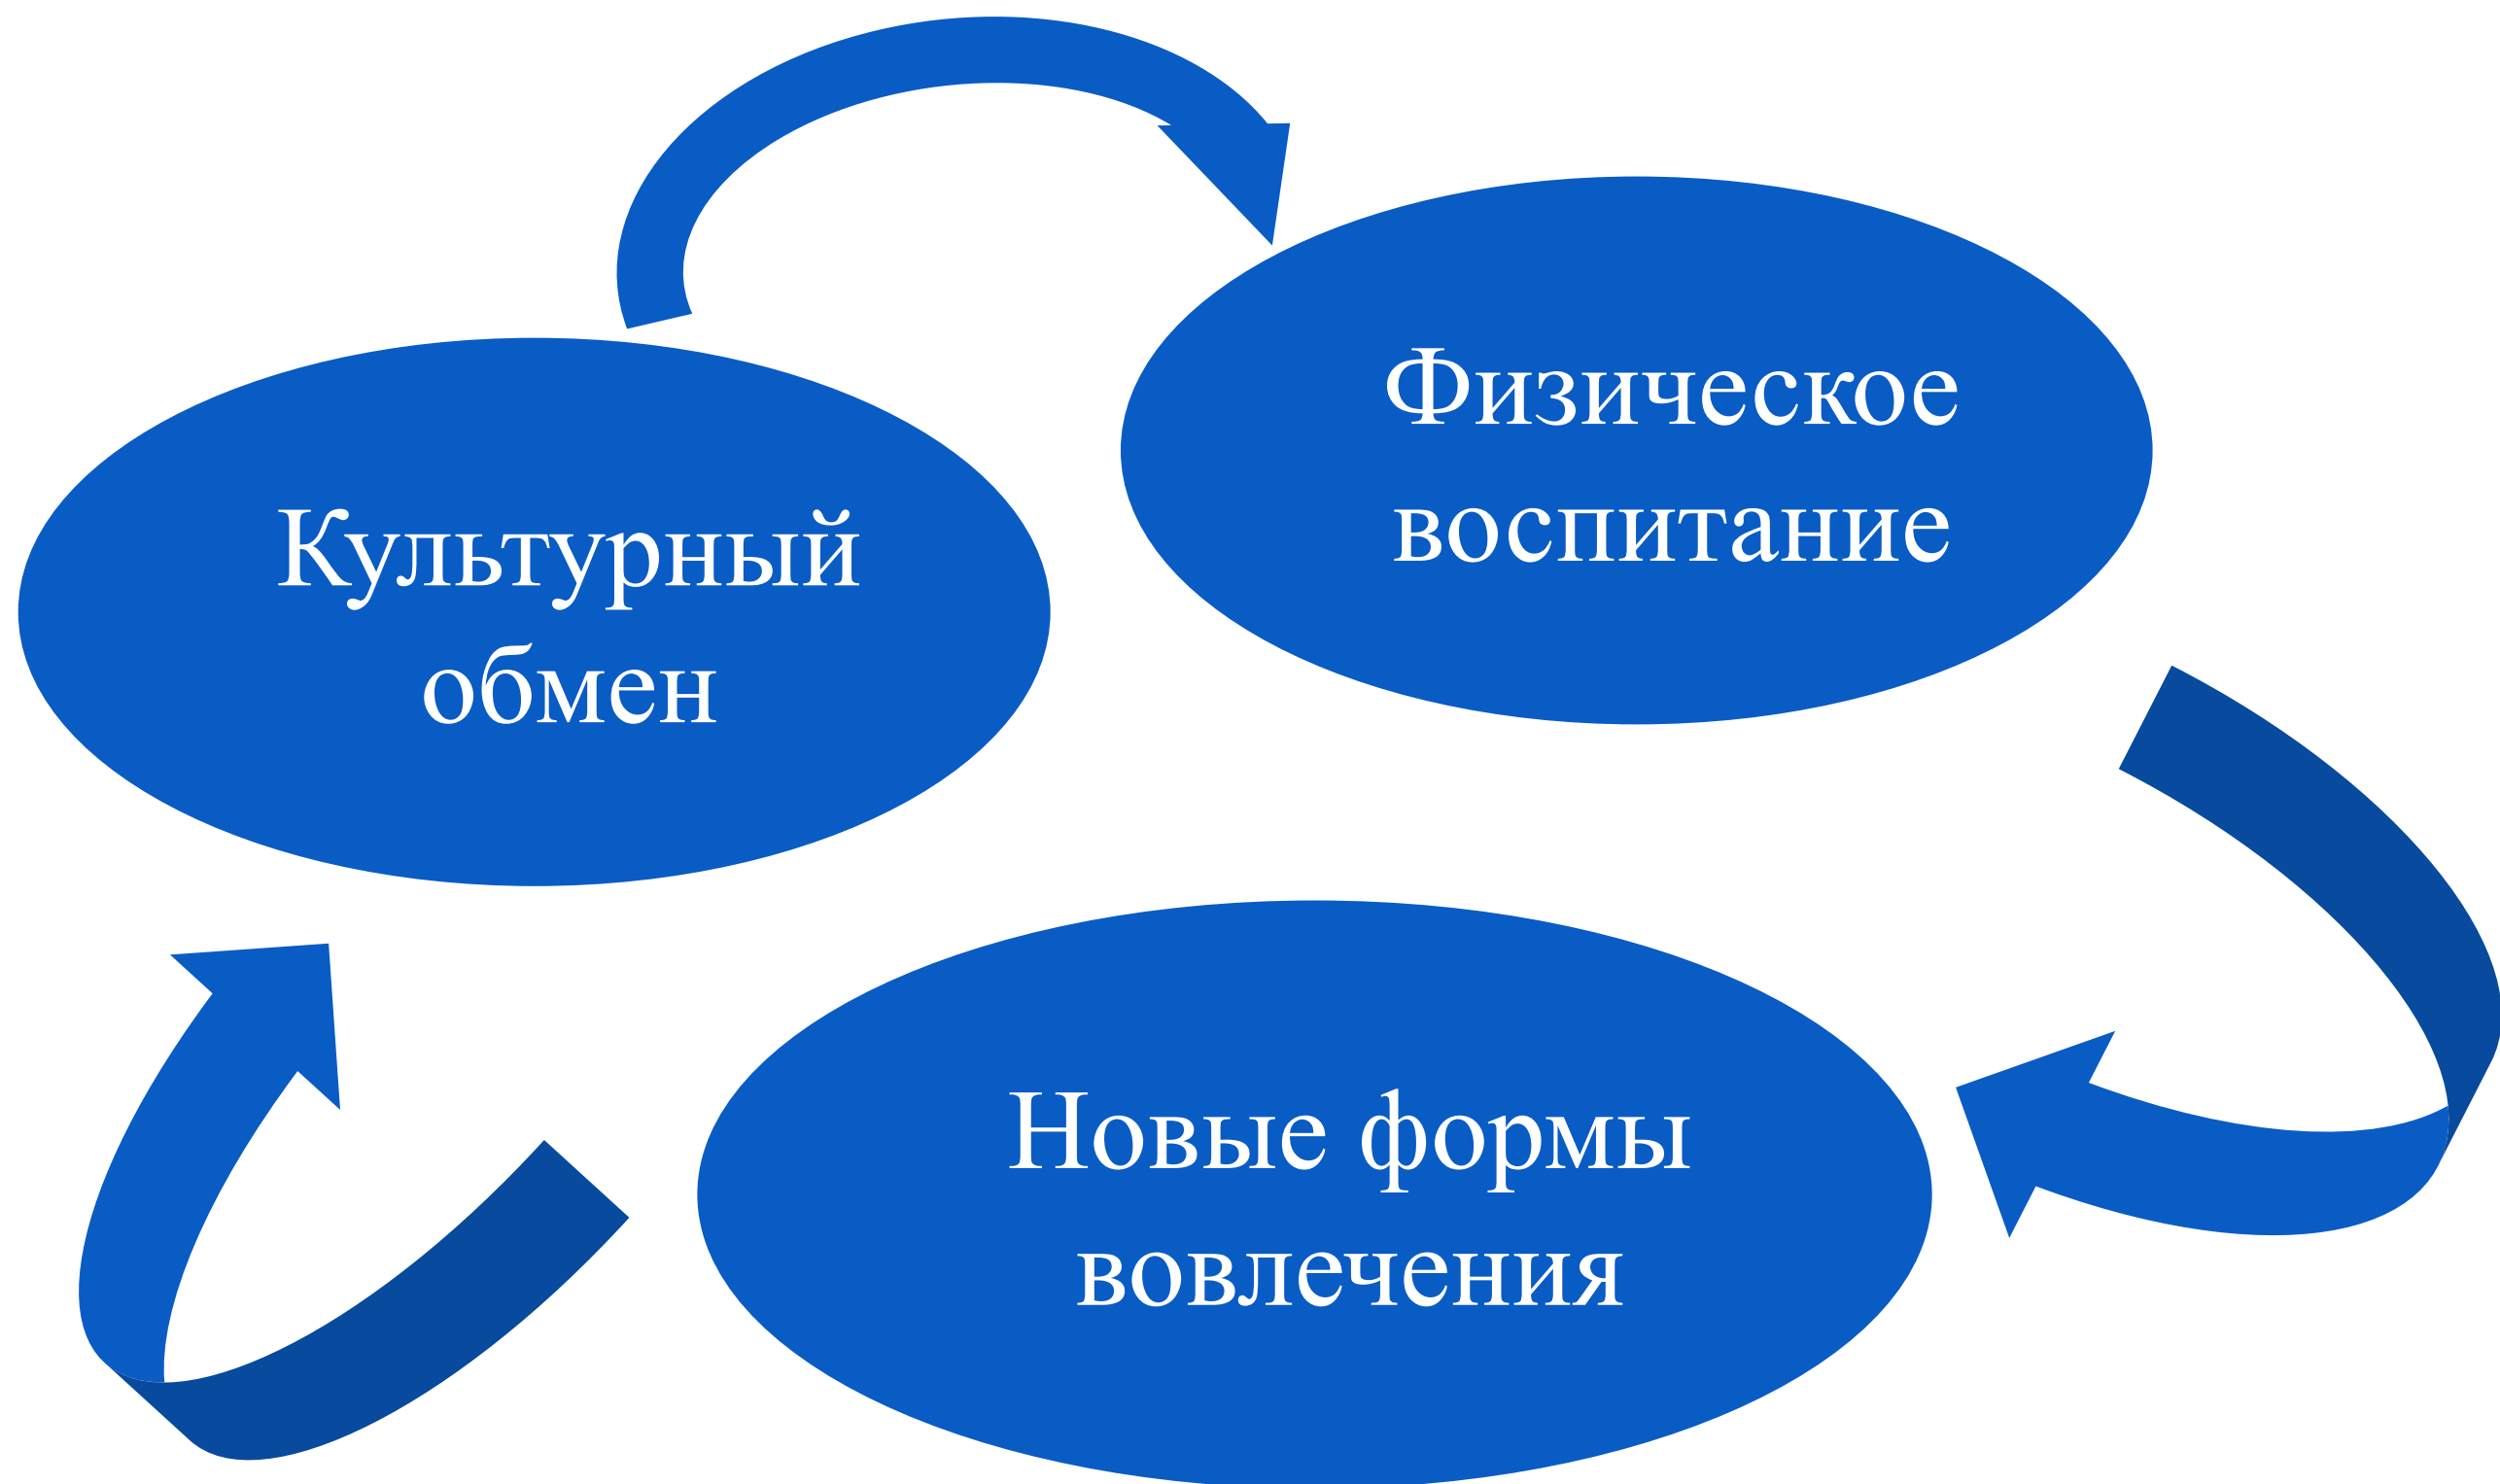 Культурный
обмен
Физическое
воспитание
Новые формы
вовлечения